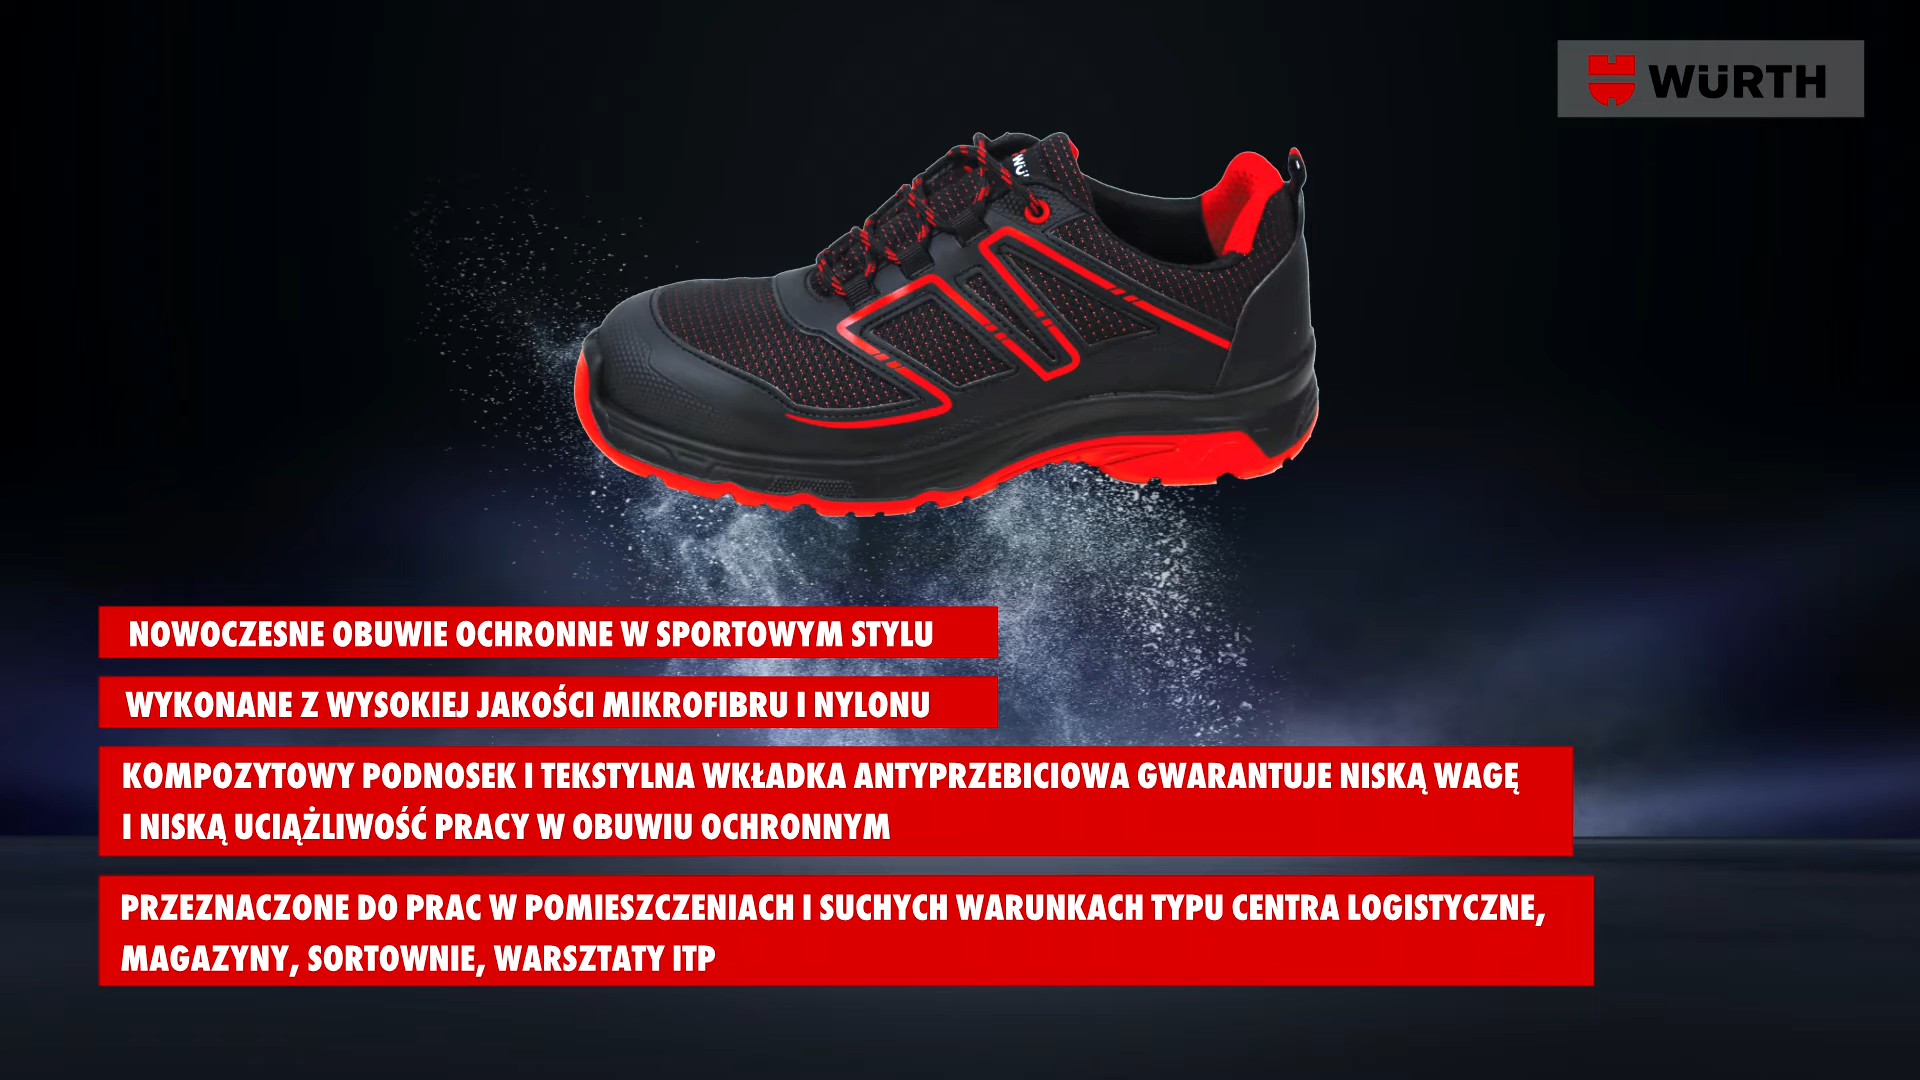 WÜRTH
WÜ
NOWOCZESNE OBUWIE OCHRONNE W SPORTOWYM STYLU
WYKONANE Z WYSOKIEJ JAKOŚCI MIKROFIBRU I NYLONU
KOMPOZYTOWY PODNOSEK I TEKSTYLNA WKŁADKA ANTYPRZEBICIOWA GWARANTUJE NISKĄ WAGĘ
I NISKĄ UCIĄŻLIWOŚĆ PRACY W OBUWIU OCHRONNYM
PRZEZNACZONE DO PRAC W POMIESZCZENIACH I SUCHYCH WARUNKACH TYPU CENTRA LOGISTYCZNE,
MAGAZYNY, SORTOWNIE, WARSZTATY ITP